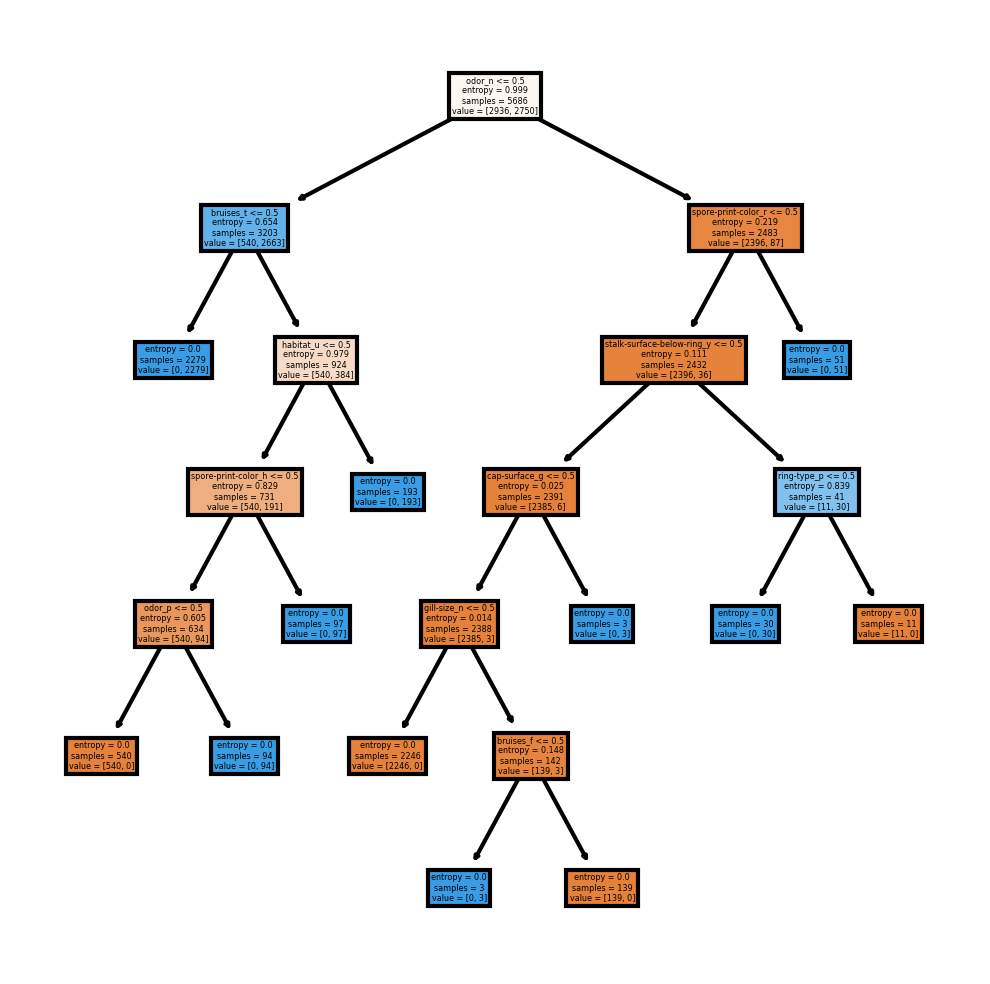 odor_n <= 0.5
entropy = 0.999
samples = 5686
value = [2936, 2750]
bruises_t <= 0.5
entropy = 0.654
samples = 3203
value = [540, 2663]
spore-print-color_r <= 0.5
entropy = 0.219
samples = 2483
value = [2396, 87]
entropy = 0.0
samples = 2279
value = [0, 2279]
habitat_u <= 0.5
entropy = 0.979
samples = 924
value = [540, 384]
stalk-surface-below-ring_y <= 0.5
entropy = 0.111
samples = 2432
value = [2396, 36]
entropy = 0.0
samples = 51
value = [0, 51]
spore-print-color_h <= 0.5
entropy = 0.829
samples = 731
value = [540, 191]
entropy = 0.0
samples = 193
value = [0, 193]
cap-surface_g <= 0.5
entropy = 0.025
samples = 2391
value = [2385, 6]
ring-type_p <= 0.5
entropy = 0.839
samples = 41
value = [11, 30]
odor_p <= 0.5
entropy = 0.605
samples = 634
value = [540, 94]
entropy = 0.0
samples = 97
value = [0, 97]
gill-size_n <= 0.5
entropy = 0.014
samples = 2388
value = [2385, 3]
entropy = 0.0
samples = 3
value = [0, 3]
entropy = 0.0
samples = 30
value = [0, 30]
entropy = 0.0
samples = 11
value = [11, 0]
entropy = 0.0
samples = 540
value = [540, 0]
entropy = 0.0
samples = 94
value = [0, 94]
entropy = 0.0
samples = 2246
value = [2246, 0]
bruises_f <= 0.5
entropy = 0.148
samples = 142
value = [139, 3]
entropy = 0.0
samples = 3
value = [0, 3]
entropy = 0.0
samples = 139
value = [139, 0]